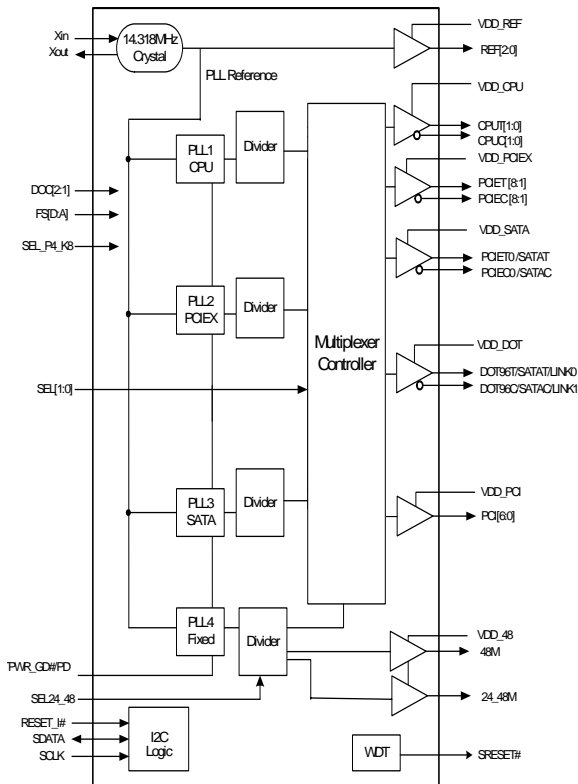 Xin
Xout
14.318MHz
Crystal
PLL Reference
VDD_REF
REF[2:0]
VDD_CPU
CPUT[1:0]
CPUC[1:0]
PLL1
CPU
Divider
VDD_PCIEX
PCIET[8:1]
PCIEC[8:1]
DOC[2:1]
FS[D:A]
SEL_P4_K8
VDD_SATA
PCIET0/SATAT
PCIEC0/SATAC
PLL2
PCIEX
Divider
Multiplexer
Controller
VDD_DOT
DOT96T/SATAT/LINK0
DOT96C/SATAC/LINK1
SEL[1:0]
PLL3
SATA
Divider
VDD_PCI
PCI[6:0]
PLL4
Fixed
Divider
VDD_48
48M
*PWR_GD#/PD
SEL24_48
24_48M
RESET_I#
SDATA
SCLK
I2C
Logic
WDT
SRESET#